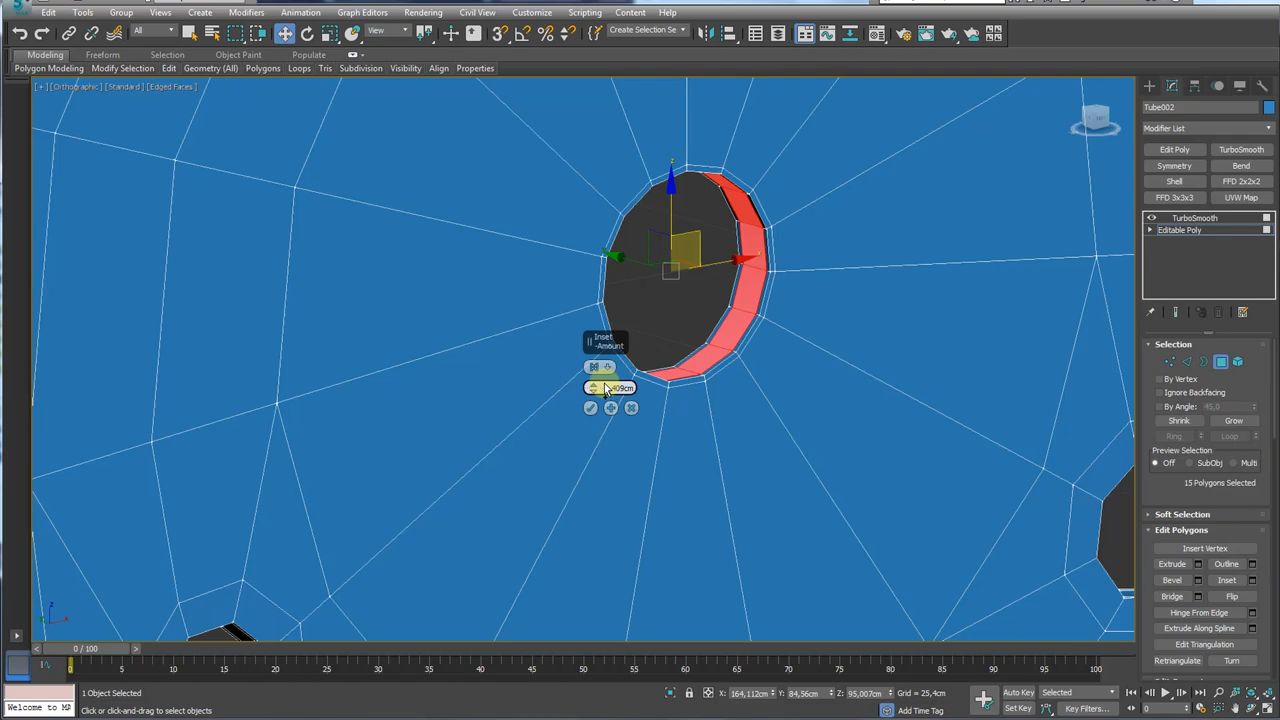 Edit Tools Group Views Create Modifiers Animation Graph Editors Rendering Civil View Customize Scripting Content Help
All View Create Selection Se
Modeling Freeform Selection Object Paint Populate
Polygon Modeling Modify Selection Edit Geometry (All) Polygons Loops Tris Subdivision Visibility Align Properties
[+] [Orthographic] [Standard] [Edged Faces]
Tube002
Modifier List
Edit Poly TurboSmooth
Symmetry Bend
Shell FFD 2x2x2
FFD 3x3x3 UVW Map
TurboSmooth
Editable Poly
z
Inset
-Amount
409cm
Selection
By Vertex
Ignore Backfacing
By Angle: 45,0
Shrink Grow
Ring Loop
Preview Selection
Off SubObj Multi
15 Polygons Selected
Soft Selection
Edit Polygons
Insert Vertex
Extrude Outline
Bevel Inset
Bridge Flip
Hinge From Edge
Extrude Along Spline
Edit Triangulation
Retriangulate Turn
0 / 100
0 5 10 15 20 25 30 35 40 45 50 55 60 65 70 75 80 85 90 95 100
1 Object Selected
X: 164,112cm Y: 84,56cm Z: 95,007cm Grid = 25,4cm
Auto Key Selected
Welcome to MA
Click or click-and-drag to select objects
Add Time Tag
Set Key Key Filters... 0